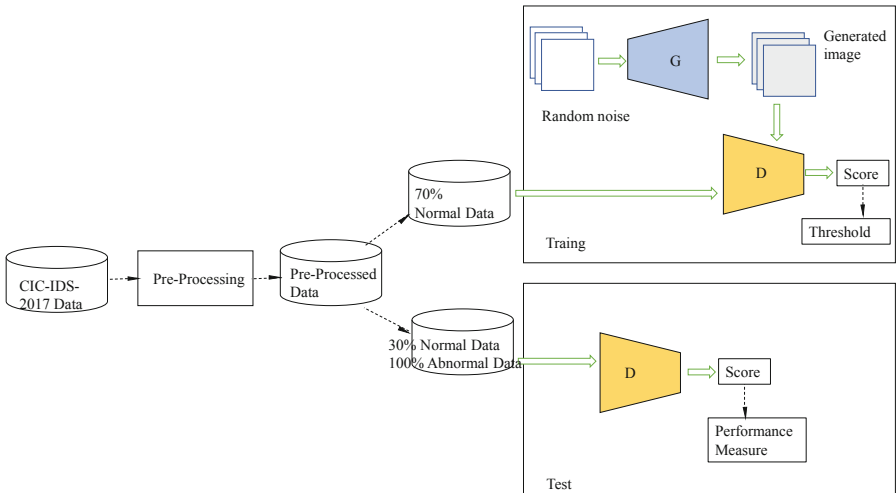 CIC-IDS-
2017 Data
Pre-Processing
Pre-Processed
Data
70%
Normal Data
30% Normal Data
100% Abnormal Data
Random noise
G
Generated
image
D
Score
Threshold
Traing
D
Score
Performance
Measure
Test